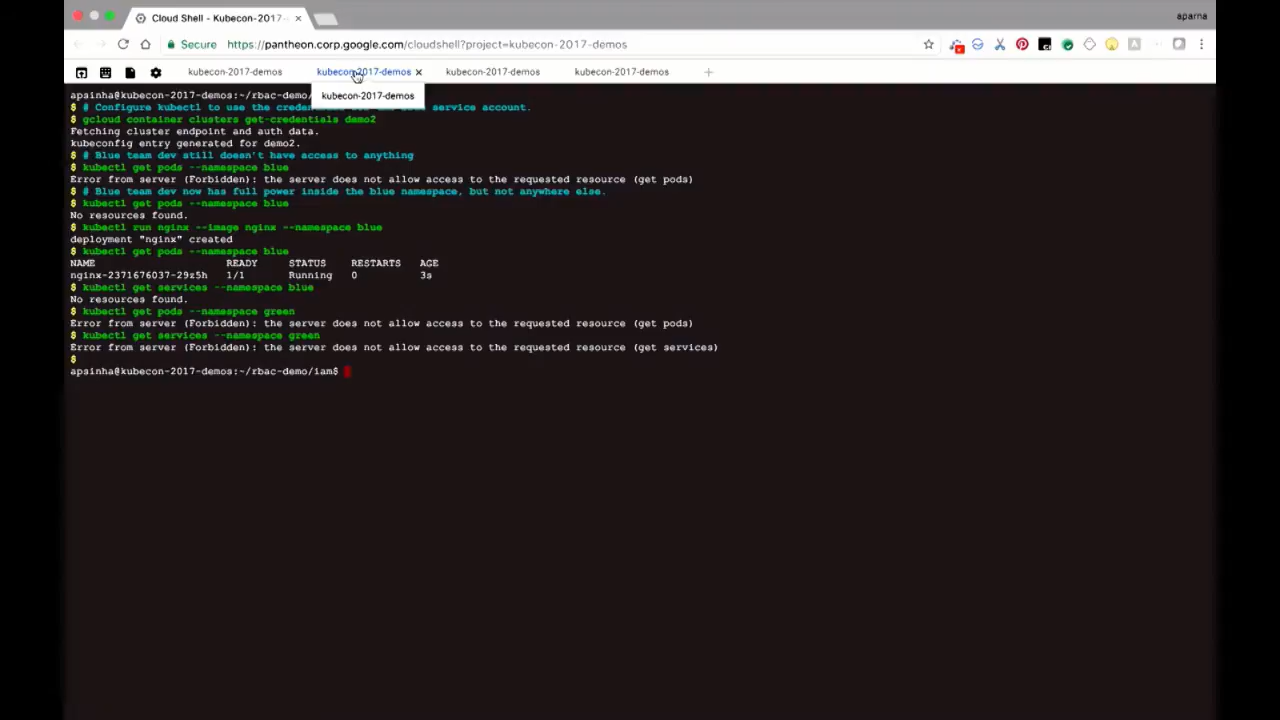 Cloud Shell - Kubecon-2017-
aparna
Secure https://pantheon.corp.google.com/cloudshell?project=kubecon-2017-demos
kubecon-2017-demos kubecon-2017-demos kubecon-2017-demos kubecon-2017-demos
kubecon-2017-demos
apsinha@kubecon-2017-demos:~/rbac-demo/
$ # Configure kubectl to use the service account.
$ gcloud container clusters get-credentials demo2
Fetching cluster endpoint and auth data.
kubeconfig entry generated for demo2.
$ # Blue team dev still doesn't have access to anything
$ kubectl get pods --namespace blue
Error from server (Forbidden): the server does not allow access to the requested resource (get pods)
$ # Blue team dev now has full power inside the blue namespace, but not anywhere else.
$ kubectl get pods --namespace blue
No resources found.
$ kubectl run nginx --image nginx --namespace blue
deployment "nginx" created
$ kubectl get pods --namespace blue
NAME READY STATUS RESTARTS AGE
nginx-2371676037-29z5h 1/1 Running 0 3s
$ kubectl get services --namespace blue
No resources found.
$ kubectl get pods --namespace green
Error from server (Forbidden): the server does not allow access to the requested resource (get pods)
$ kubectl get services --namespace green
Error from server (Forbidden): the server does not allow access to the requested resource (get services)
$
apsinha@kubecon-2017-demos:~/rbac-demo/iam$